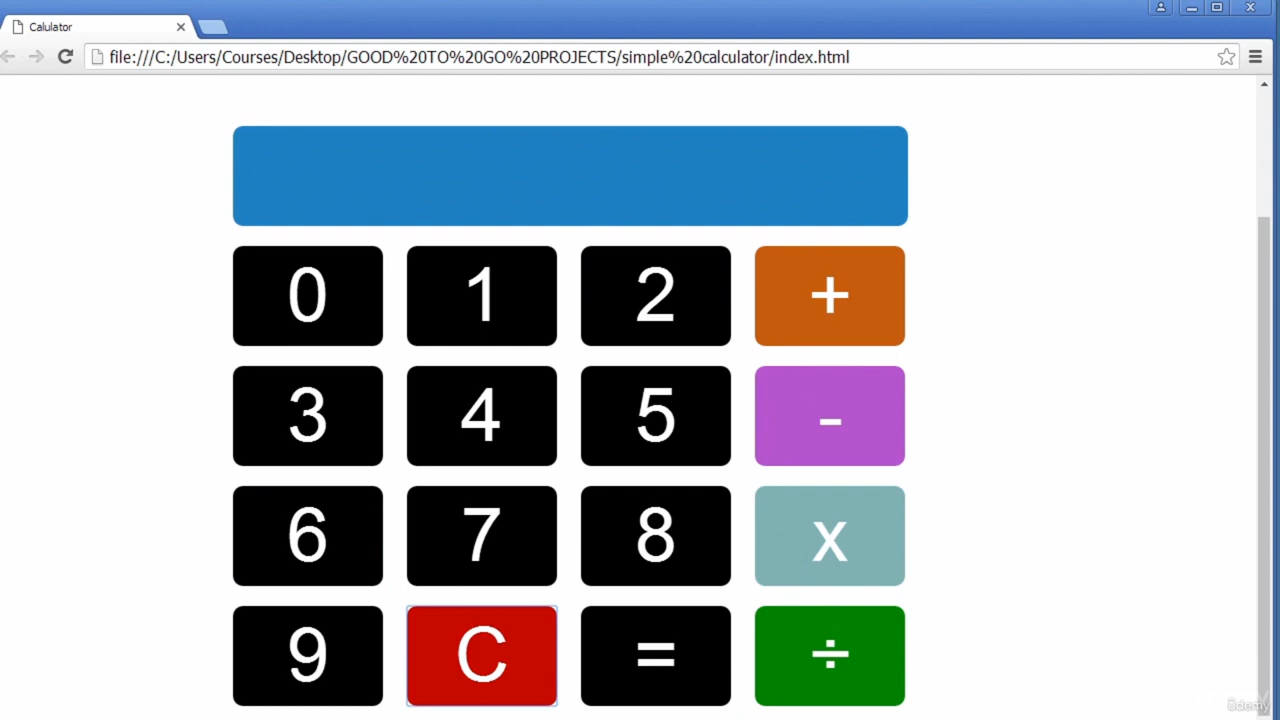 Calulator
file:///C:/Users/Courses/Desktop/GOOD%20TO%20GO%20PROJECTS/simple%20calculator/index.html
0 1 2 +
3 4 5 -
6 7 8 x
9 C = ÷
ûdemy